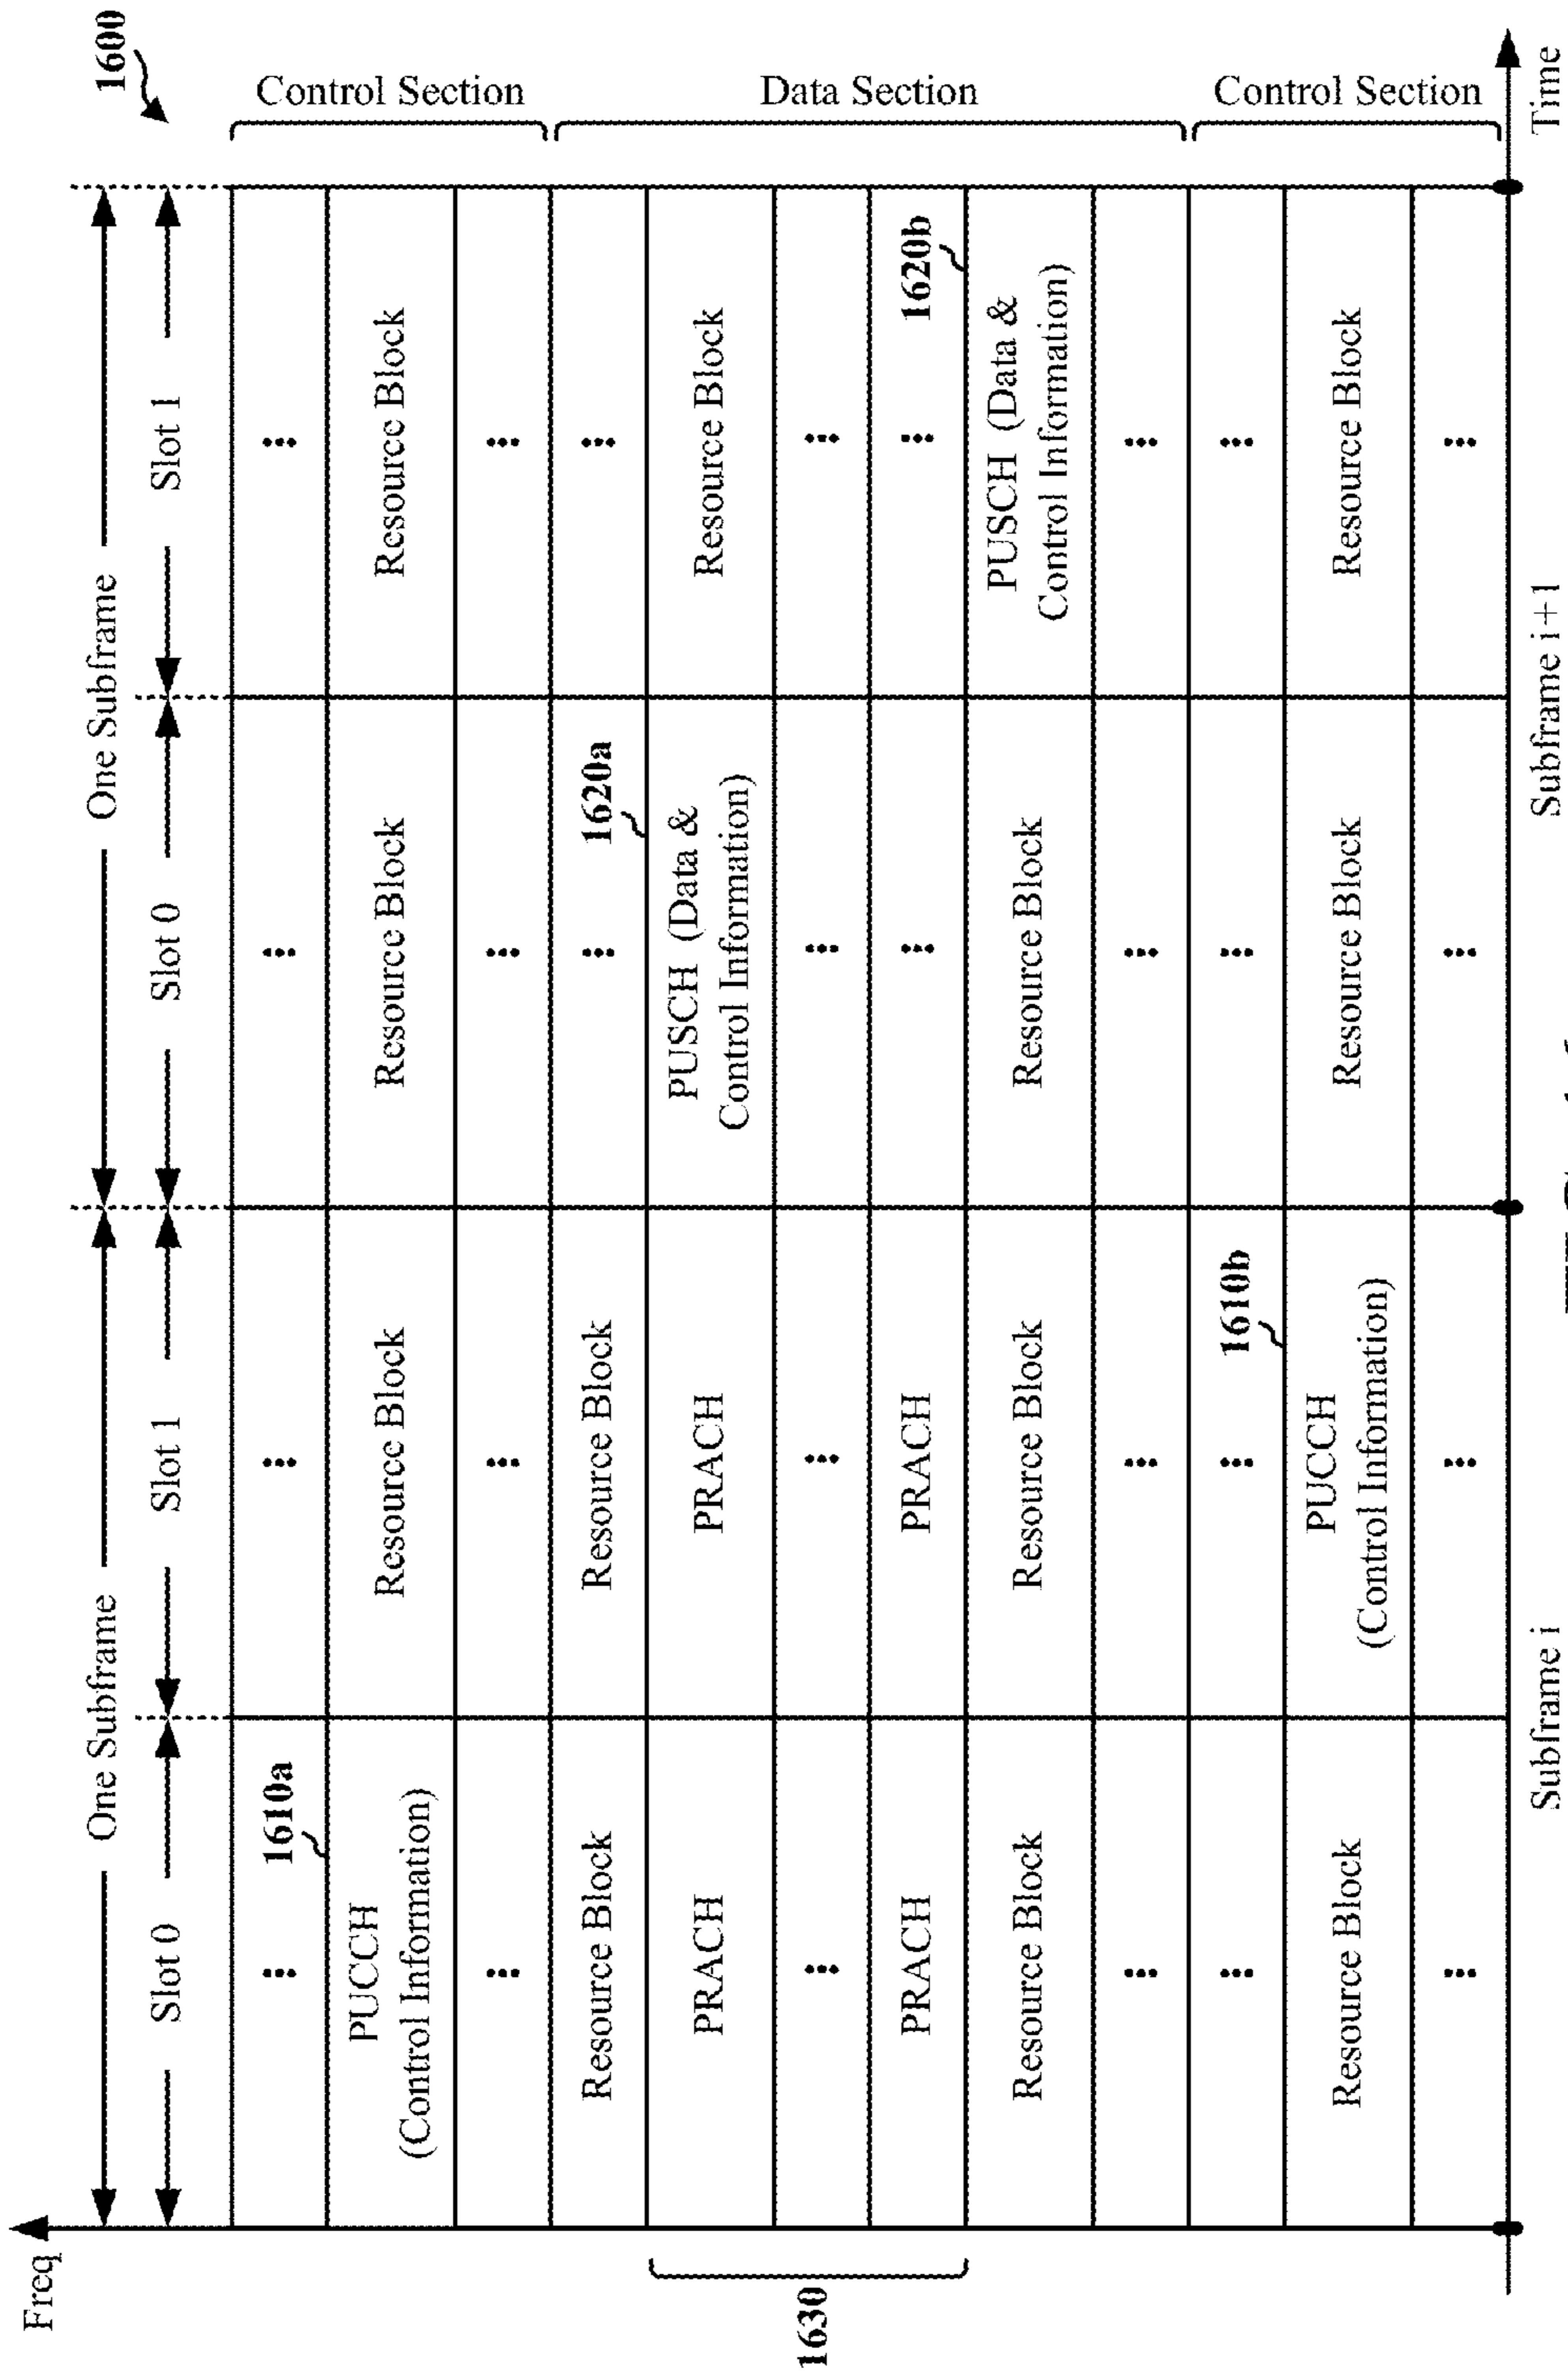 1600
Freq
One Subframe
One Subframe
Slot 0
Slot 1
Slot 0
Slot 1
⋮
1610a
⋮
⋮
⋮
Control Section
PUCCH
(Control Information)
Resource Block
Resource Block
Resource Block
⋮
⋮
⋮
⋮
Resource Block
Resource Block
⋮
1620a
⋮
Data Section
1630
PRACH
PRACH
PUSCH (Data &
Control Information)
Resource Block
⋮
⋮
⋮
⋮
PRACH
PRACH
⋮
⋮
1620b
Resource Block
Resource Block
Resource Block
PUSCH (Data &
Control Information)
⋮
⋮
⋮
⋮
⋮
⋮
1610b
⋮
⋮
Control Section
Resource Block
PUCCH
(Control Information)
Resource Block
Resource Block
⋮
⋮
⋮
⋮
Subframe i
Subframe i+1
Time